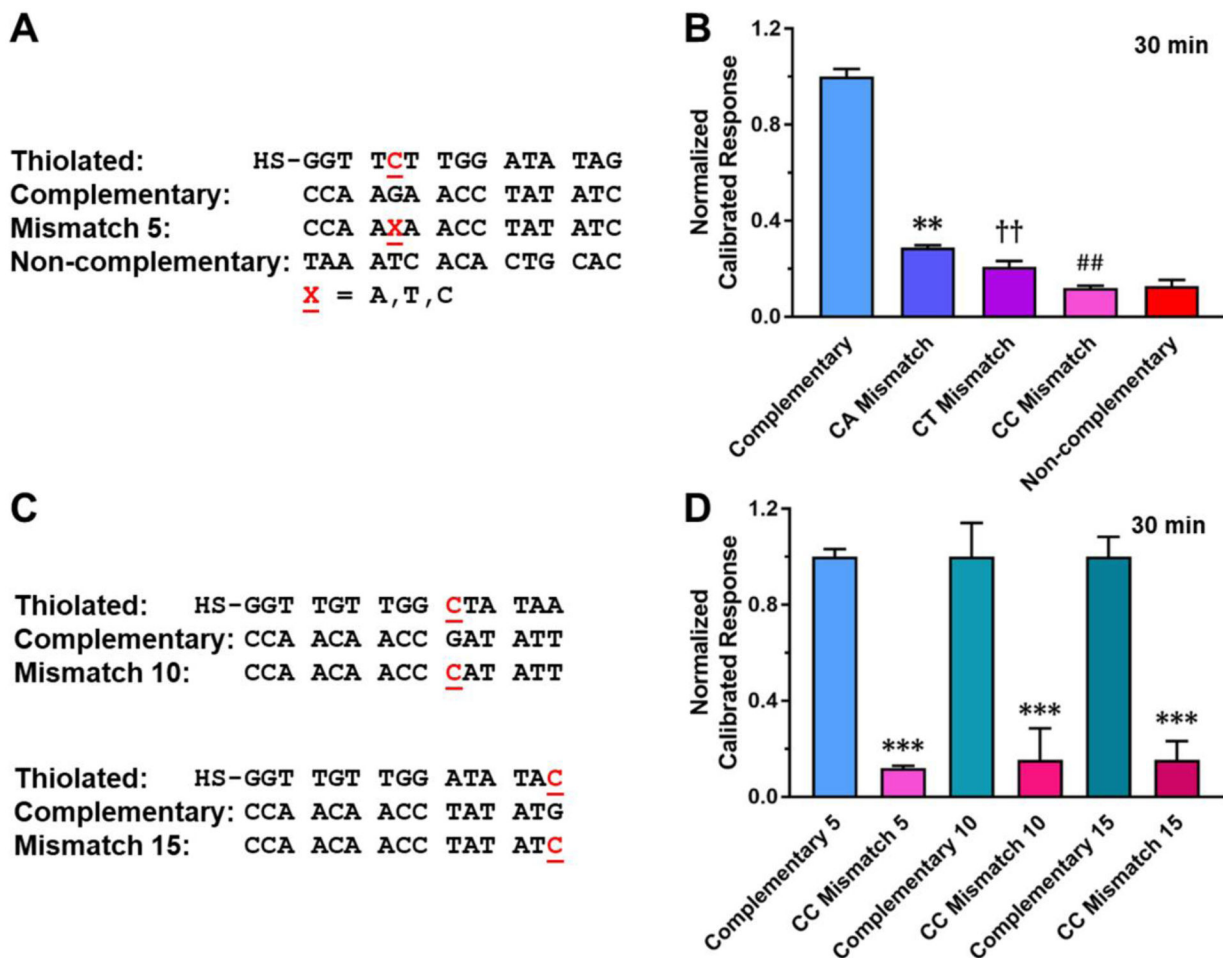 A
Thiolated: HS-GGT TCT TGG ATA TAG
Complementary: CCA AGA ACC TAT ATC
Mismatch 5: CCA AXA ACC TAT ATC
Non-complementary: TAA ATC ACA CTG CAC
X = A,T,C
B
30 min
Normalized
Calibrated Response
1.2
0.8
0.4
0.0
**
††
##
Complementary
CA Mismatch
CT Mismatch
CC Mismatch
Non-complementary
C
Thiolated: HS-GGT TGT TGG CTA TAA
Complementary: CCA ACA ACC GAT ATT
Mismatch 10: CCA ACA ACC CAT ATT
Thiolated: HS-GGT TGT TGG ATA TAC
Complementary: CCA ACA ACC TAT ATG
Mismatch 15: CCA ACA ACC TAT ATC
D
30 min
Normalized
Calibrated Response
1.2
0.8
0.4
0.0
***
***
***
Complementary 5
CC Mismatch 5
Complementary 10
CC Mismatch 10
Complementary 15
CC Mismatch 15